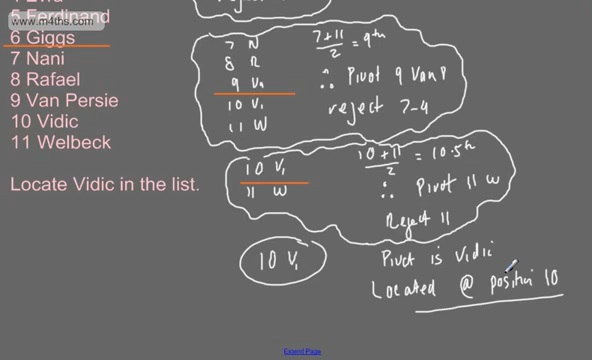 www.m4ths.com
5 Ferdinand
6 Giggs
7 Nani
8 Rafael
9 Van Persie
10 Vidic
11 Welbeck
Locate Vidic in the list.
7 N
8 R
9 Va
10 Vi
11 W
7+11
2
= 9th
∴ Pivot 9 Van P
reject 7-9
10 Vi
11 W
10+11
2
= 10.5th
∴ Pivot 11 W
Reject 11
10 Vi
Pivot is Vidic
Located @ position 10
Expand Page